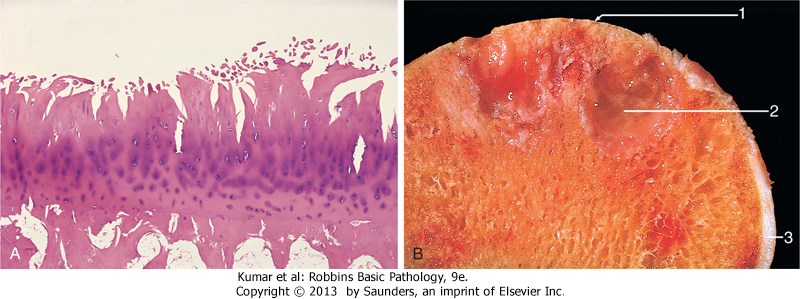 1
2
3
A
B
Kumar et al: Robbins Basic Pathology, 9e.
Copyright © 2013 by Saunders, an imprint of Elsevier Inc.